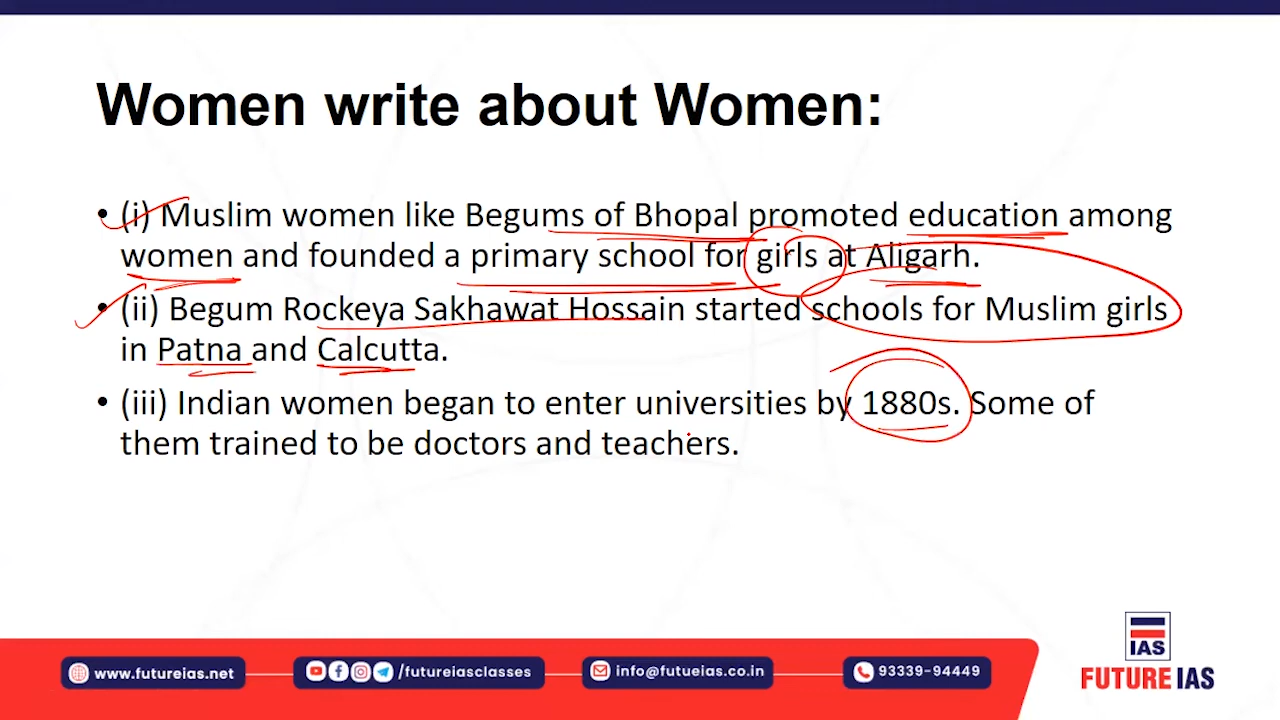 Women write about Women:
• (i) Muslim women like Begums of Bhopal promoted education among
women and founded a primary school for girls at Aligarh.
• (ii) Begum Rockeya Sakhawat Hossain started schools for Muslim girls
in Patna and Calcutta.
• (iii) Indian women began to enter universities by 1880s. Some of
them trained to be doctors and teachers.
IAS
www.futureias.net /futureiasclasses info@futueias.co.in 93339-94449
FUTURE IAS